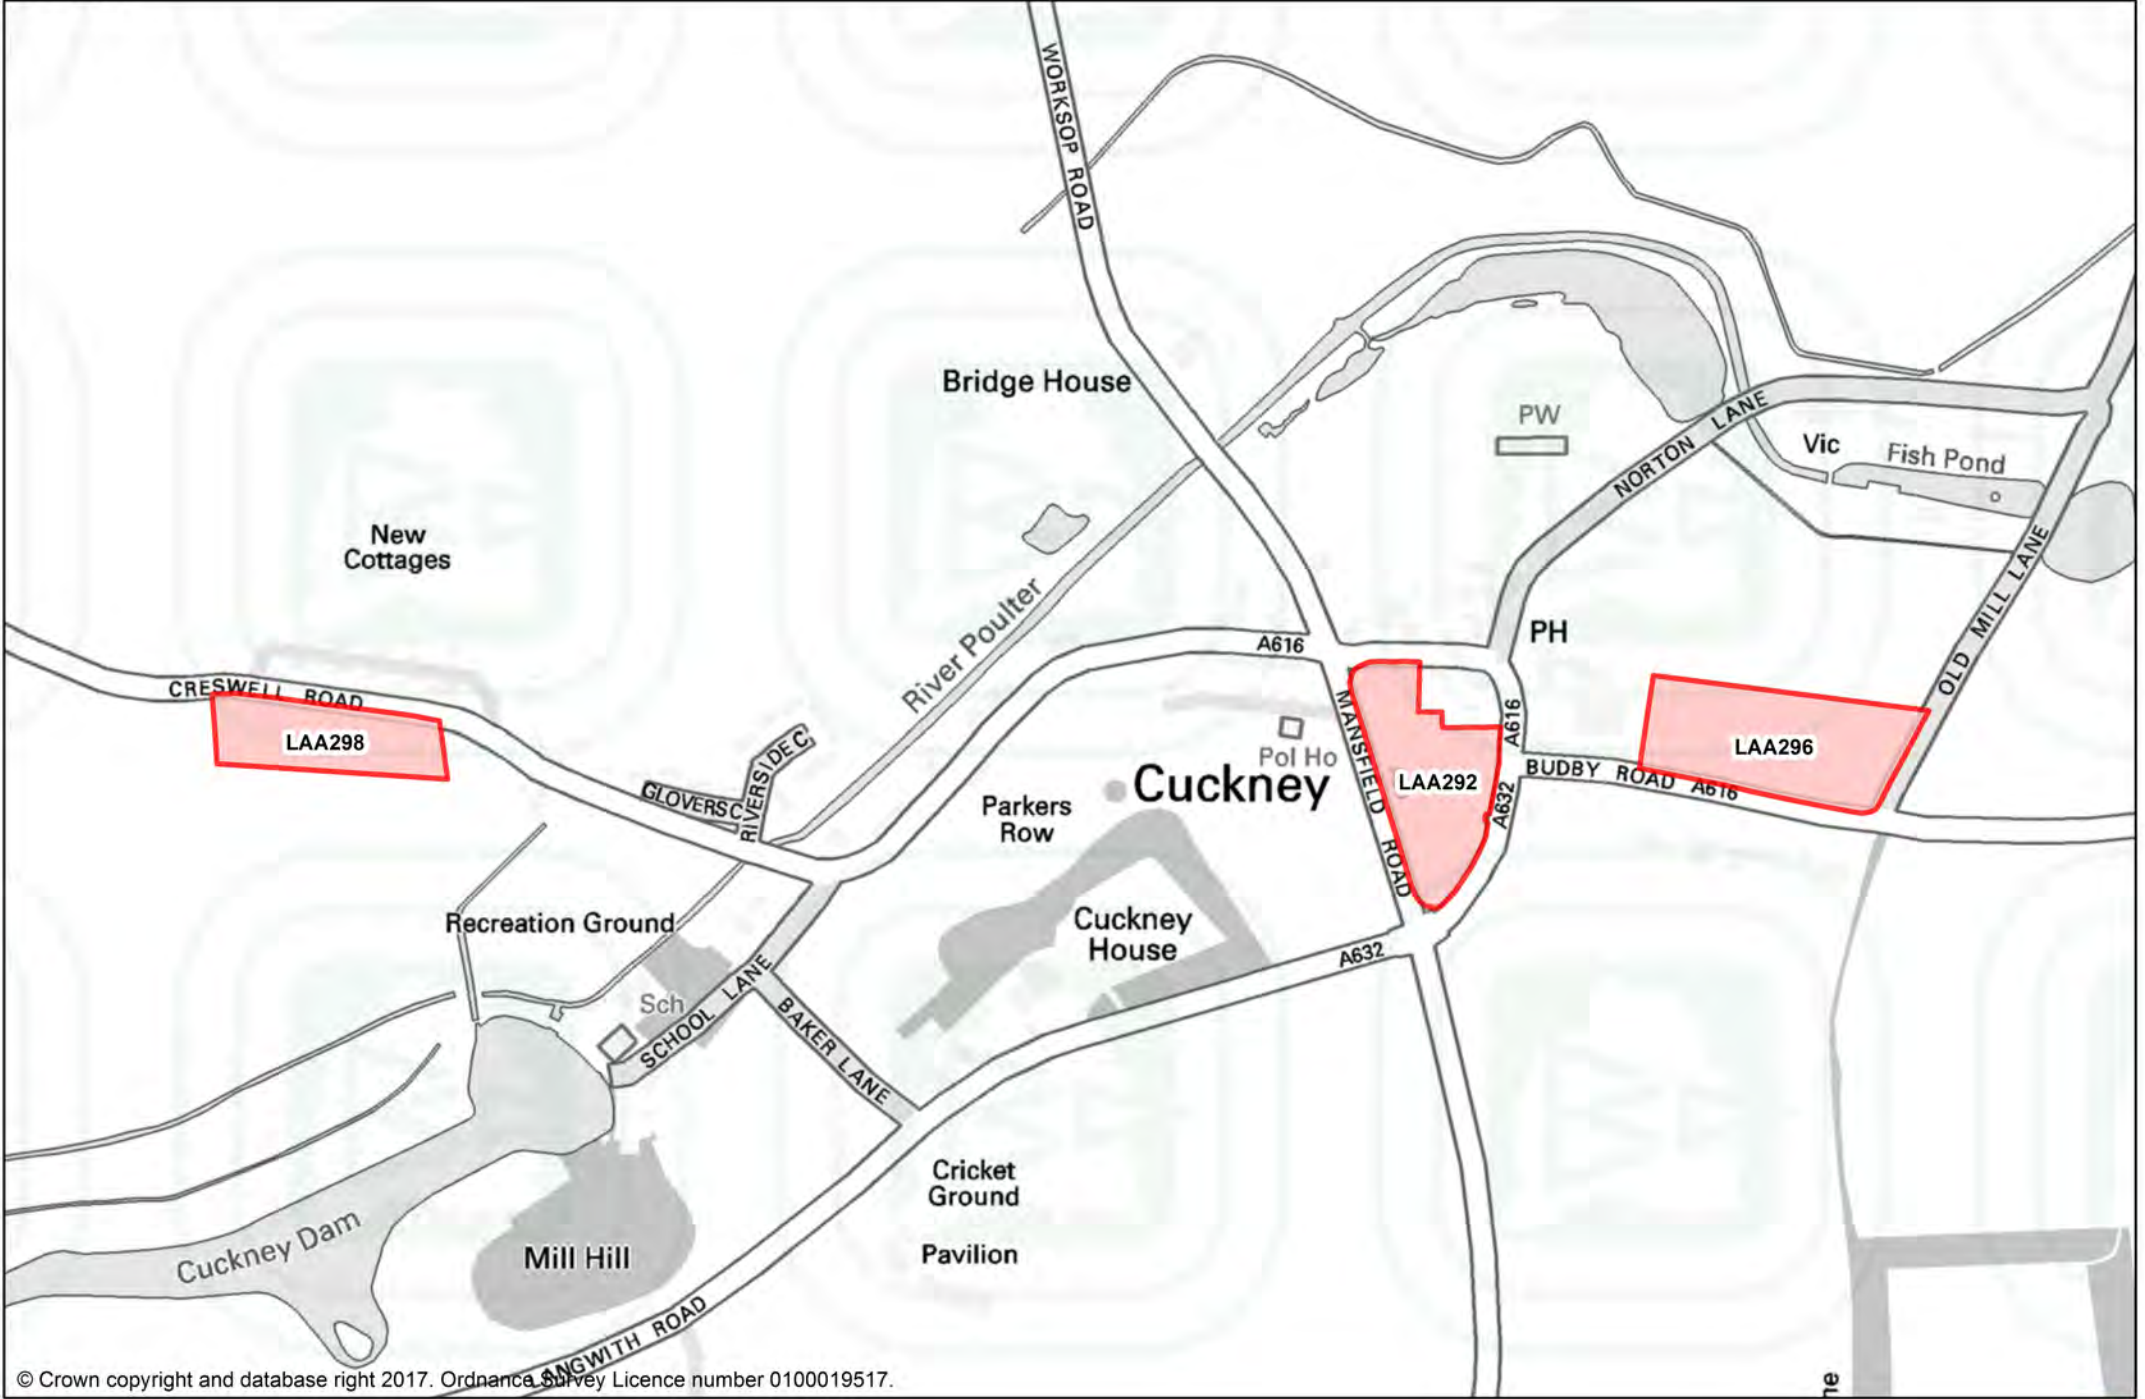 WORKSOP ROAD
Bridge House
PW
NORTON LANE
Vic
Fish Pond
New
Cottages
River Poulter
OLD MILL LANE
PH
A616
CRESWELL ROAD
LAA298
MANSFIELD ROAD
A616
Pol Ho
LAA296
Cuckney
LAA292
BUDBY ROAD A616
A632
GLOVERS C
RIVERSIDE C
Parkers
Row
Recreation Ground
Cuckney
House
A632
Sch
SCHOOL LANE
BAKER LANE
Cricket
Ground
Cuckney Dam
Mill Hill
Pavilion
LANGWITH ROAD
© Crown copyright and database right 2017. Ordnance Survey Licence number 0100019517.
ne